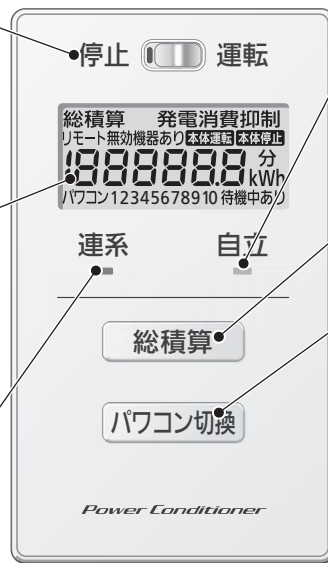 停止 運転
総積算 発電消費抑制
リモート無効機器あり 本体運転 本体停止
188888.8 分
kWh
パワコン12345678910 待機中あり
連系 自立
総積算
パワコン切換
Power Conditioner